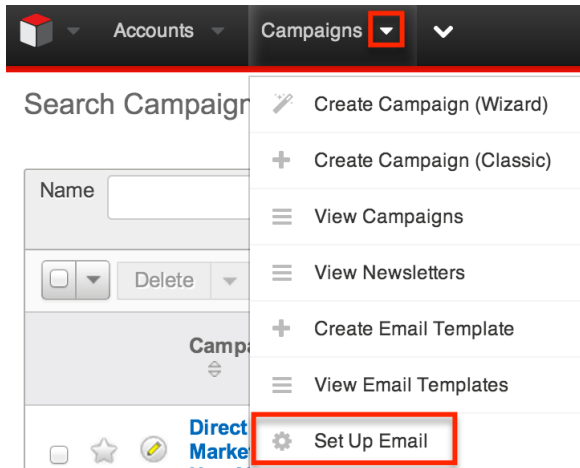 Accounts Campaigns
Search Campaign
Create Campaign (Wizard)
Create Campaign (Classic)
Name
View Campaigns
View Newsletters
Delete
Create Email Template
Campa
View Email Templates
Direct
Set Up Email
Marke